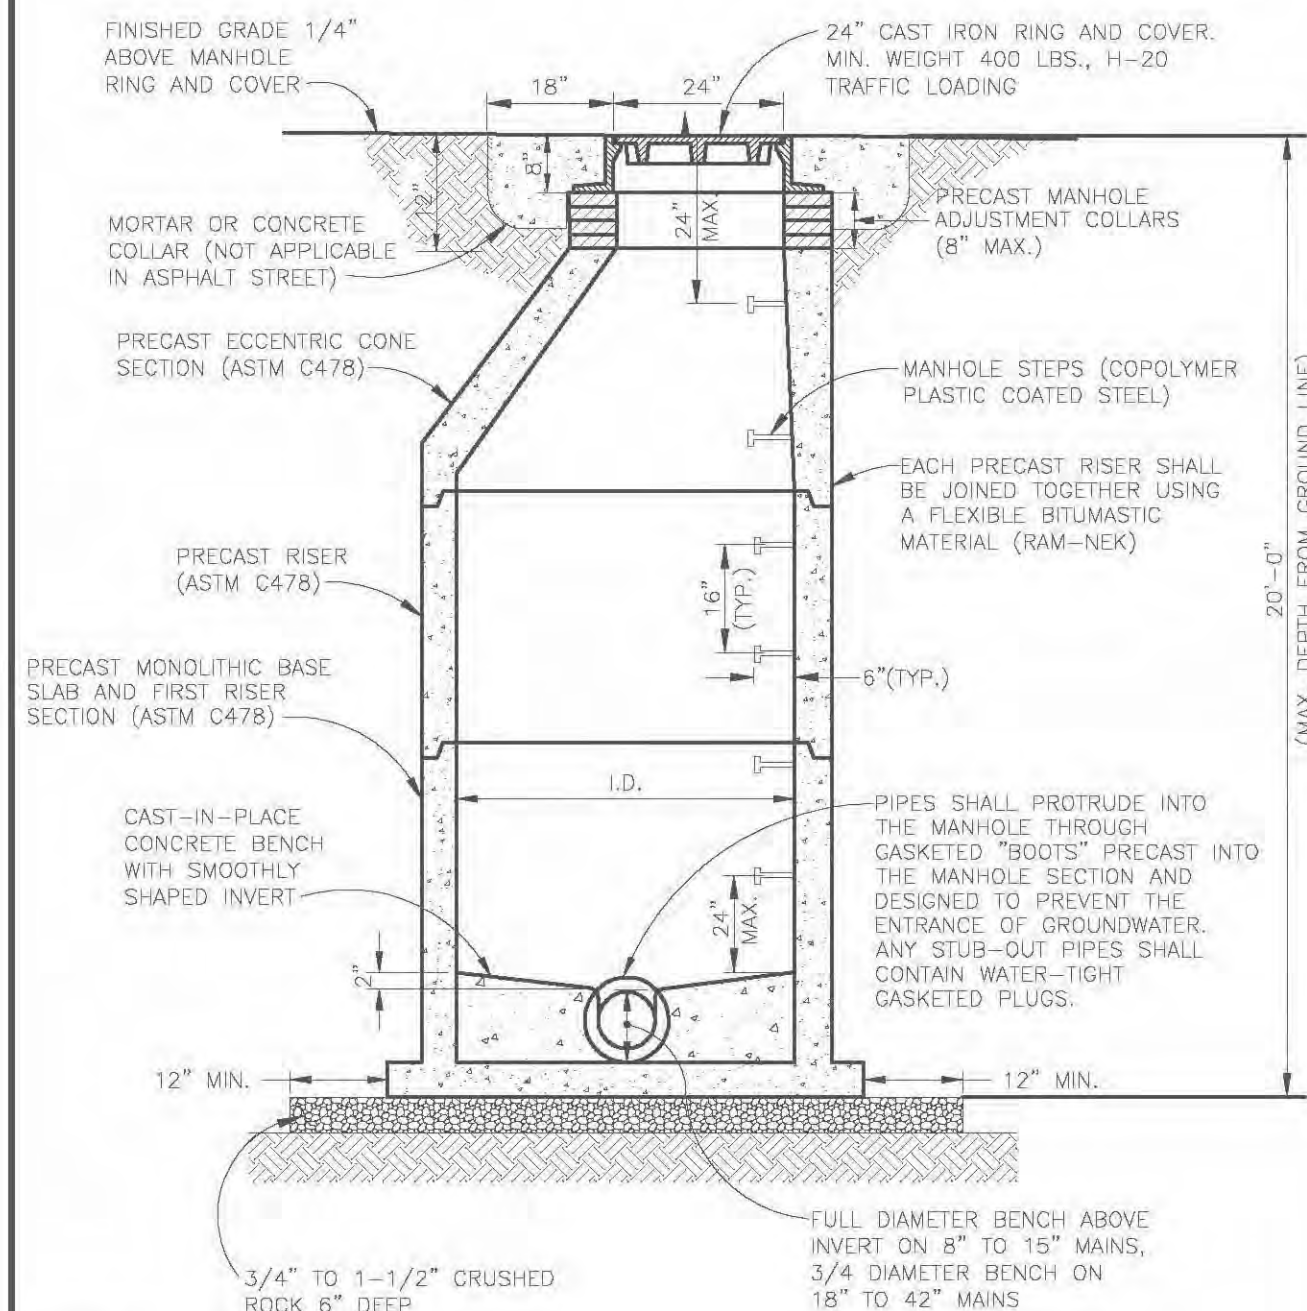 FINISHED GRADE 1/4"
ABOVE MANHOLE
RING AND COVER
24" CAST IRON RING AND COVER.
MIN. WEIGHT 400 LBS., H-20
TRAFFIC LOADING
18"
24"
8"
12"
24"
MAX.
PRECAST MANHOLE
ADJUSTMENT COLLARS
(8" MAX.)
MORTAR OR CONCRETE
COLLAR (NOT APPLICABLE
IN ASPHALT STREET)
PRECAST ECCENTRIC CONE
SECTION (ASTM C478)
MANHOLE STEPS (COPOLYMER
PLASTIC COATED STEEL)
EACH PRECAST RISER SHALL
BE JOINED TOGETHER USING
A FLEXIBLE BITUMASTIC
MATERIAL (RAM-NEK)
PRECAST RISER
(ASTM C478)
16"
(TYP.)
6"(TYP.)
20'-0"
(MAX. DEPTH FROM GROUND LINE)
PRECAST MONOLITHIC BASE
SLAB AND FIRST RISER
SECTION (ASTM C478)
I.D.
CAST-IN-PLACE
CONCRETE BENCH
WITH SMOOTHLY
SHAPED INVERT
PIPES SHALL PROTRUDE INTO
THE MANHOLE THROUGH
GASKETED "BOOTS" PRECAST INTO
THE MANHOLE SECTION AND
DESIGNED TO PREVENT THE
ENTRANCE OF GROUNDWATER.
ANY STUB-OUT PIPES SHALL
CONTAIN WATER-TIGHT
GASKETED PLUGS.
24"
MAX.
2"
12" MIN.
12" MIN.
FULL DIAMETER BENCH ABOVE
INVERT ON 8" TO 15" MAINS,
3/4 DIAMETER BENCH ON
18" TO 42" MAINS
3/4" TO 1-1/2" CRUSHED
ROCK 6" DEEP